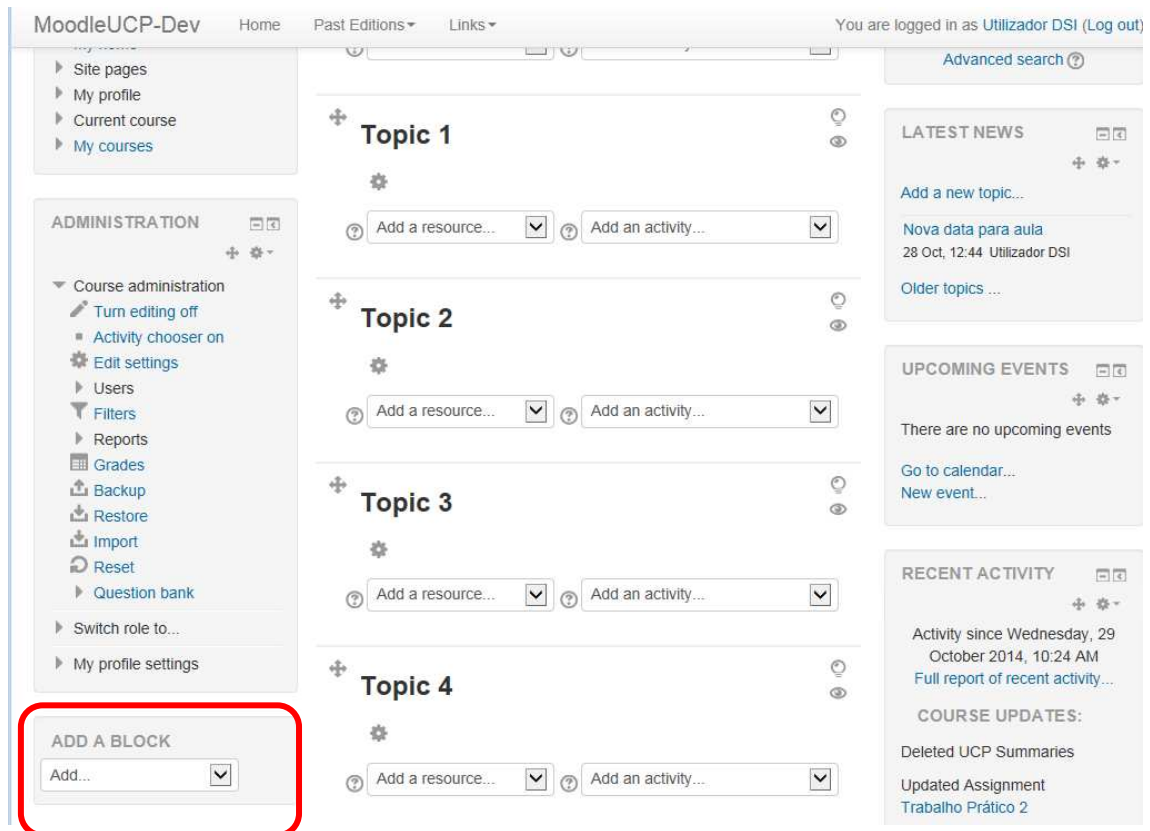 MoodleUCP-Dev Home Past Editions Links You are logged in as Utilizador DSI (Log out)
Site pages
My profile
Current course
My courses
ADMINISTRATION
Course administration
Turn editing off
Activity chooser on
Edit settings
Users
Filters
Reports
Grades
Backup
Restore
Import
Reset
Question bank
Switch role to...
My profile settings
ADD A BLOCK
Add...
Topic 1
Add a resource... Add an activity...
Topic 2
Add a resource... Add an activity...
Topic 3
Add a resource... Add an activity...
Topic 4
Add a resource... Add an activity...
Advanced search
LATEST NEWS
Add a new topic...
Nova data para aula
28 Oct, 12:44 Utilizador DSI
Older topics ...
UPCOMING EVENTS
There are no upcoming events
Go to calendar...
New event...
RECENT ACTIVITY
Activity since Wednesday, 29
October 2014, 10:24 AM
Full report of recent activity...
COURSE UPDATES:
Deleted UCP Summaries
Updated Assignment
Trabalho Prático 2